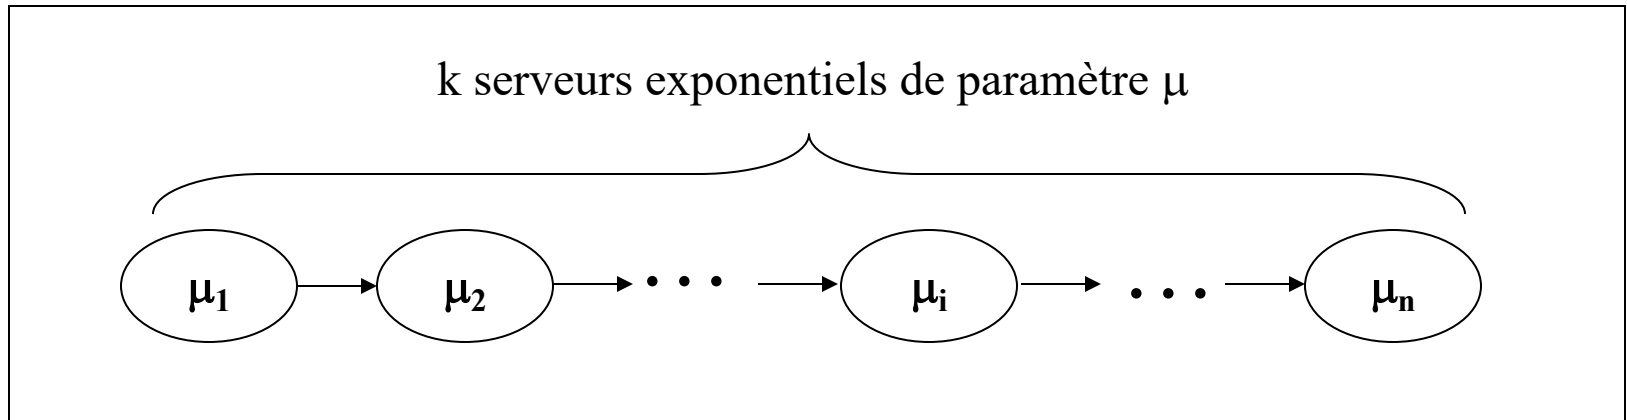 k serveurs exponentiels de paramètre μ
μ1 μ2 • • • μi • • • μn